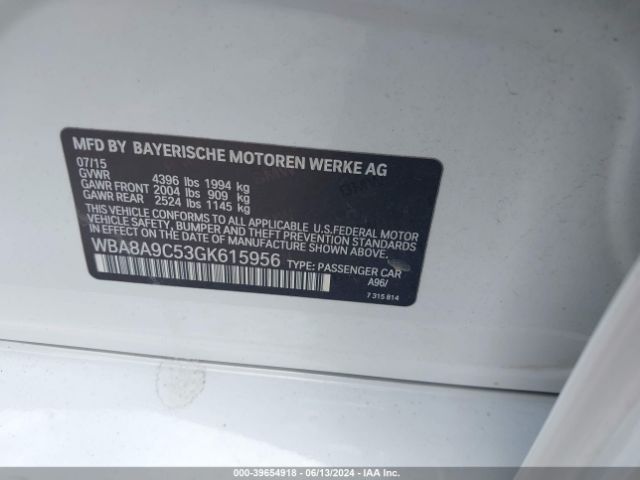 MFD BY BAYERISCHE MOTOREN WERKE AG
07/15
GVWR 4396 lbs 1994 kg
GAWR FRONT 2004 lbs 909 kg
GAWR REAR 2524 lbs 1145 kg
THIS VEHICLE CONFORMS TO ALL APPLICABLE U.S.FEDERAL MOTOR
VEHICLE SAFETY, BUMPER, AND THEFT PREVENTION
STANDARDS IN EFFECT ON THE DATE OF MANUFACTURE SHOWN ABOVE.
WBA8A9C53GK615956 TYPE: PASSENGER CAR
A96/
7 315 814
000-39654918 - 06/13/2024 - IAA Inc.